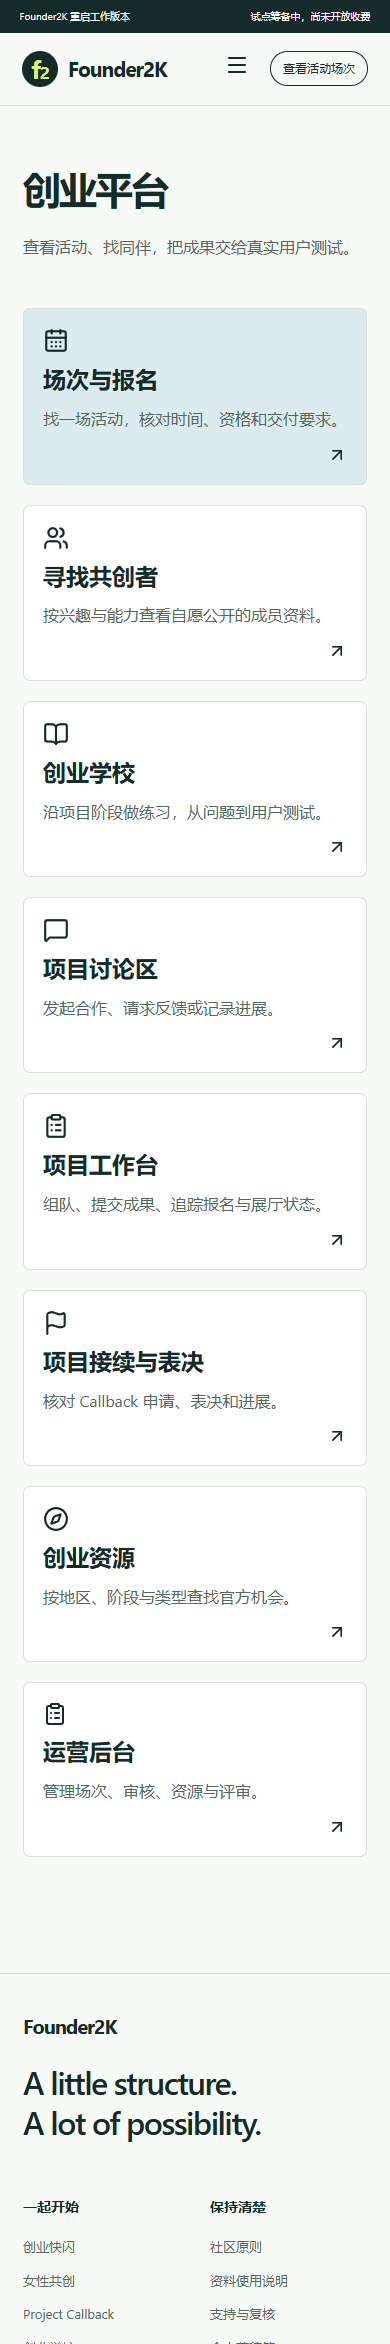 Founder2K 重启工作版本
试点筹备中，尚未开放收费
f2 Founder2K
查看活动场次
创业平台
查看活动、找同伴，把成果交给真实用户测试。
场次与报名
找一场活动，核对时间、资格和交付要求。
寻找共创者
按兴趣与能力查看自愿公开的成员资料。
创业学校
沿项目阶段做练习，从问题到用户测试。
项目讨论区
发起合作、请求反馈或记录进展。
项目工作台
组队、提交成果、追踪报名与展厅状态。
项目接续与表决
核对 Callback 申请、表决和进展。
创业资源
按地区、阶段与类型查找官方机会。
运营后台
管理场次、审核、资源与评审。
Founder2K
A little structure.
A lot of possibility.
一起开始
保持清楚
创业快闪
社区原则
女性共创
资料使用说明
Project Callback
支持与复核